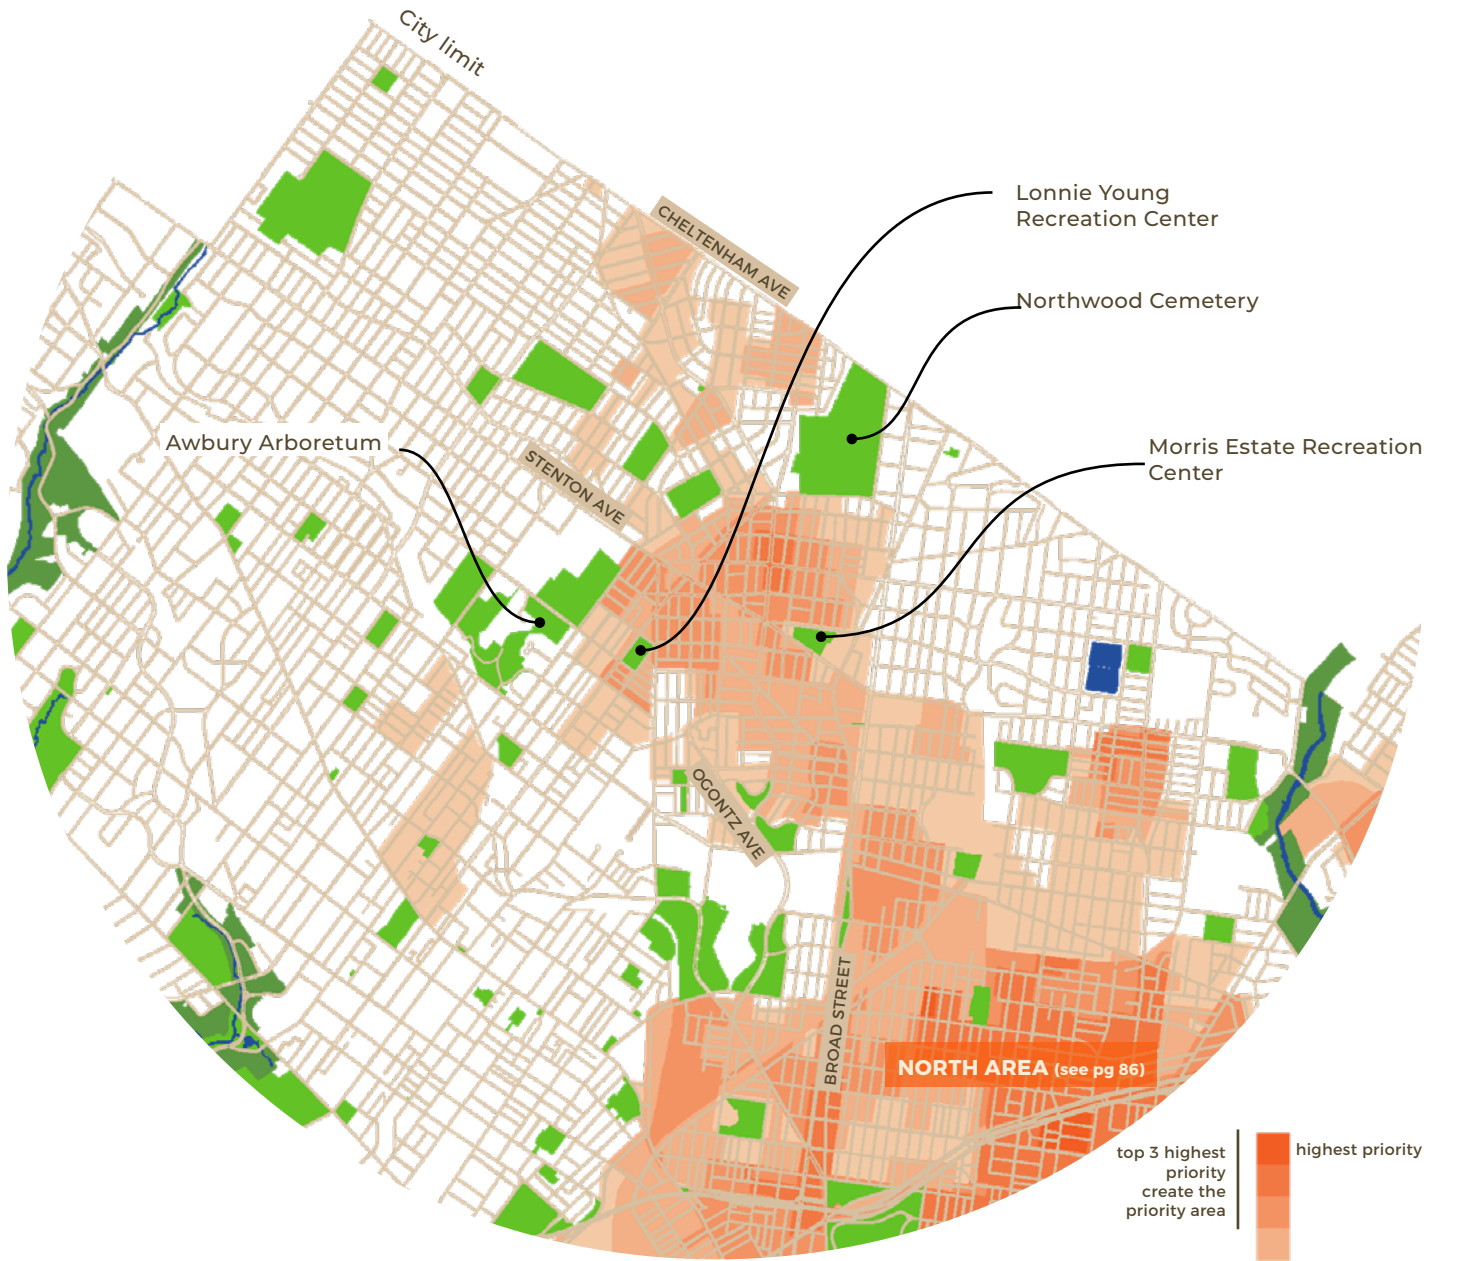 City limit
CHELTENHAM AVE
Lonnie Young
Recreation Center
Northwood Cemetery
Awbury Arboretum
STENTON AVE
Morris Estate Recreation
Center
OGONTZ AVE
BROAD STREET
NORTH AREA (see pg 86)
top 3 highest
priority
create the
priority area
highest priority